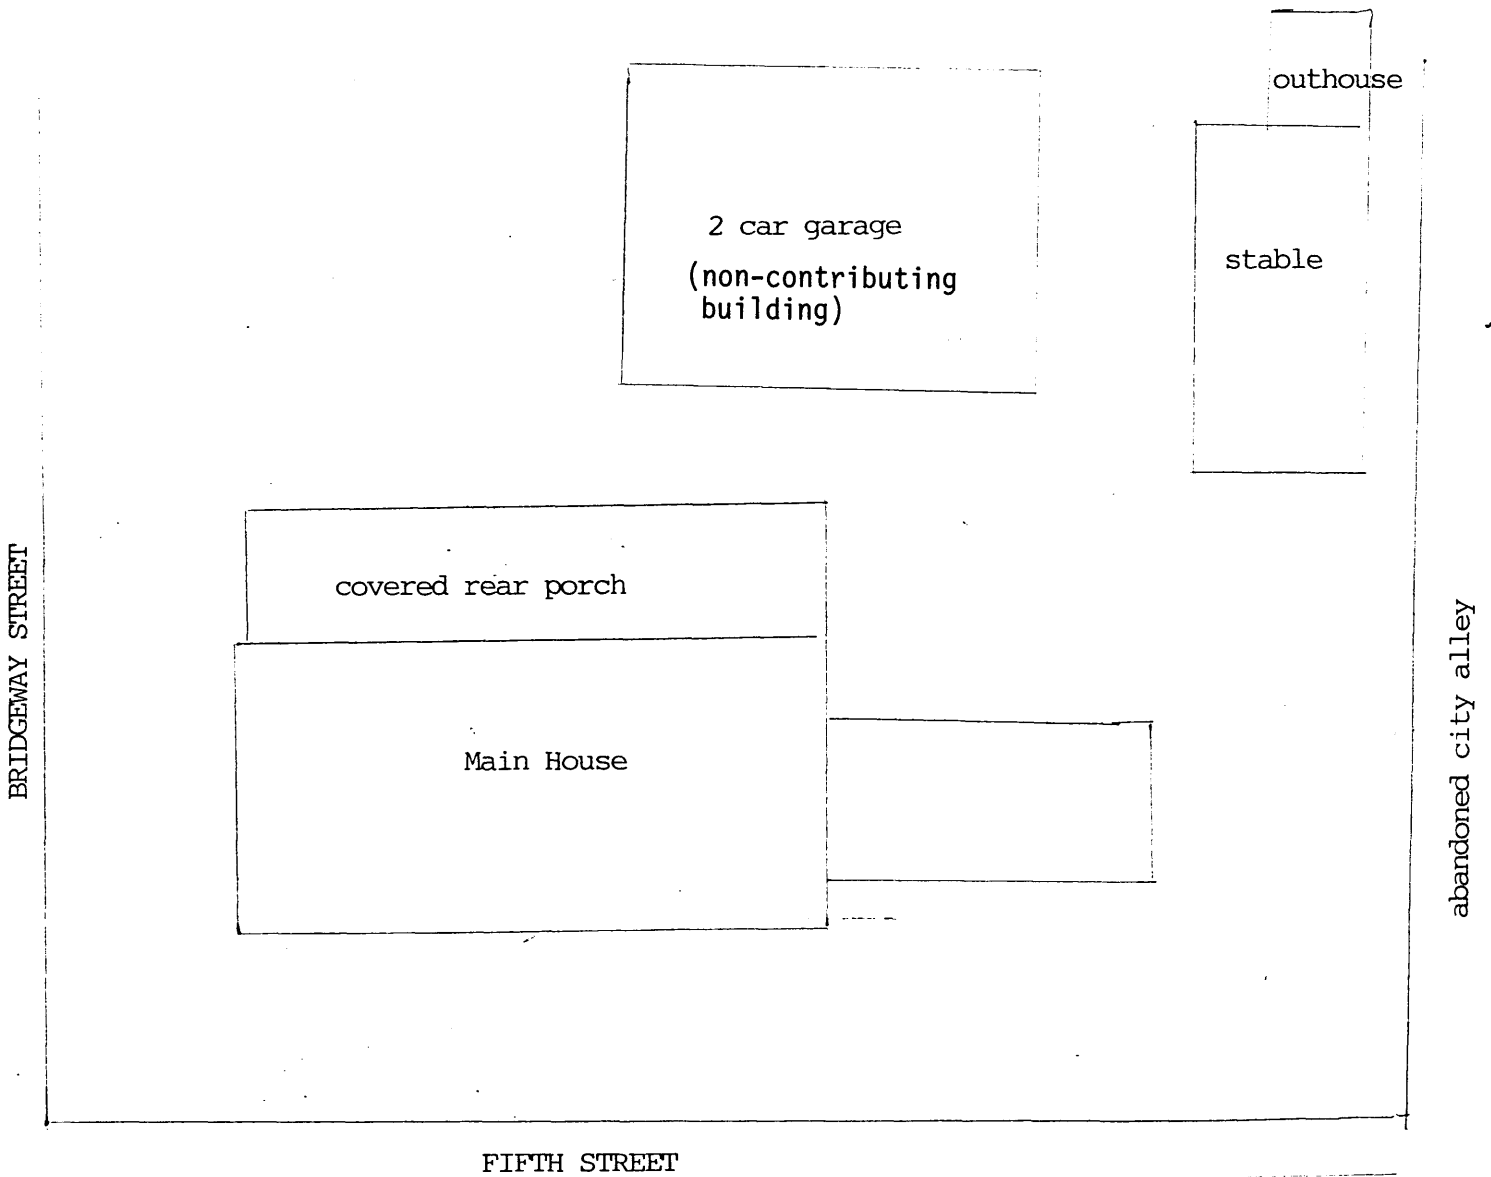 outhouse
2 car garage
(non-contributing
building)
stable
covered rear porch
Main House
BRIDGEWAY STREET
abandoned city alley
FIFTH STREET